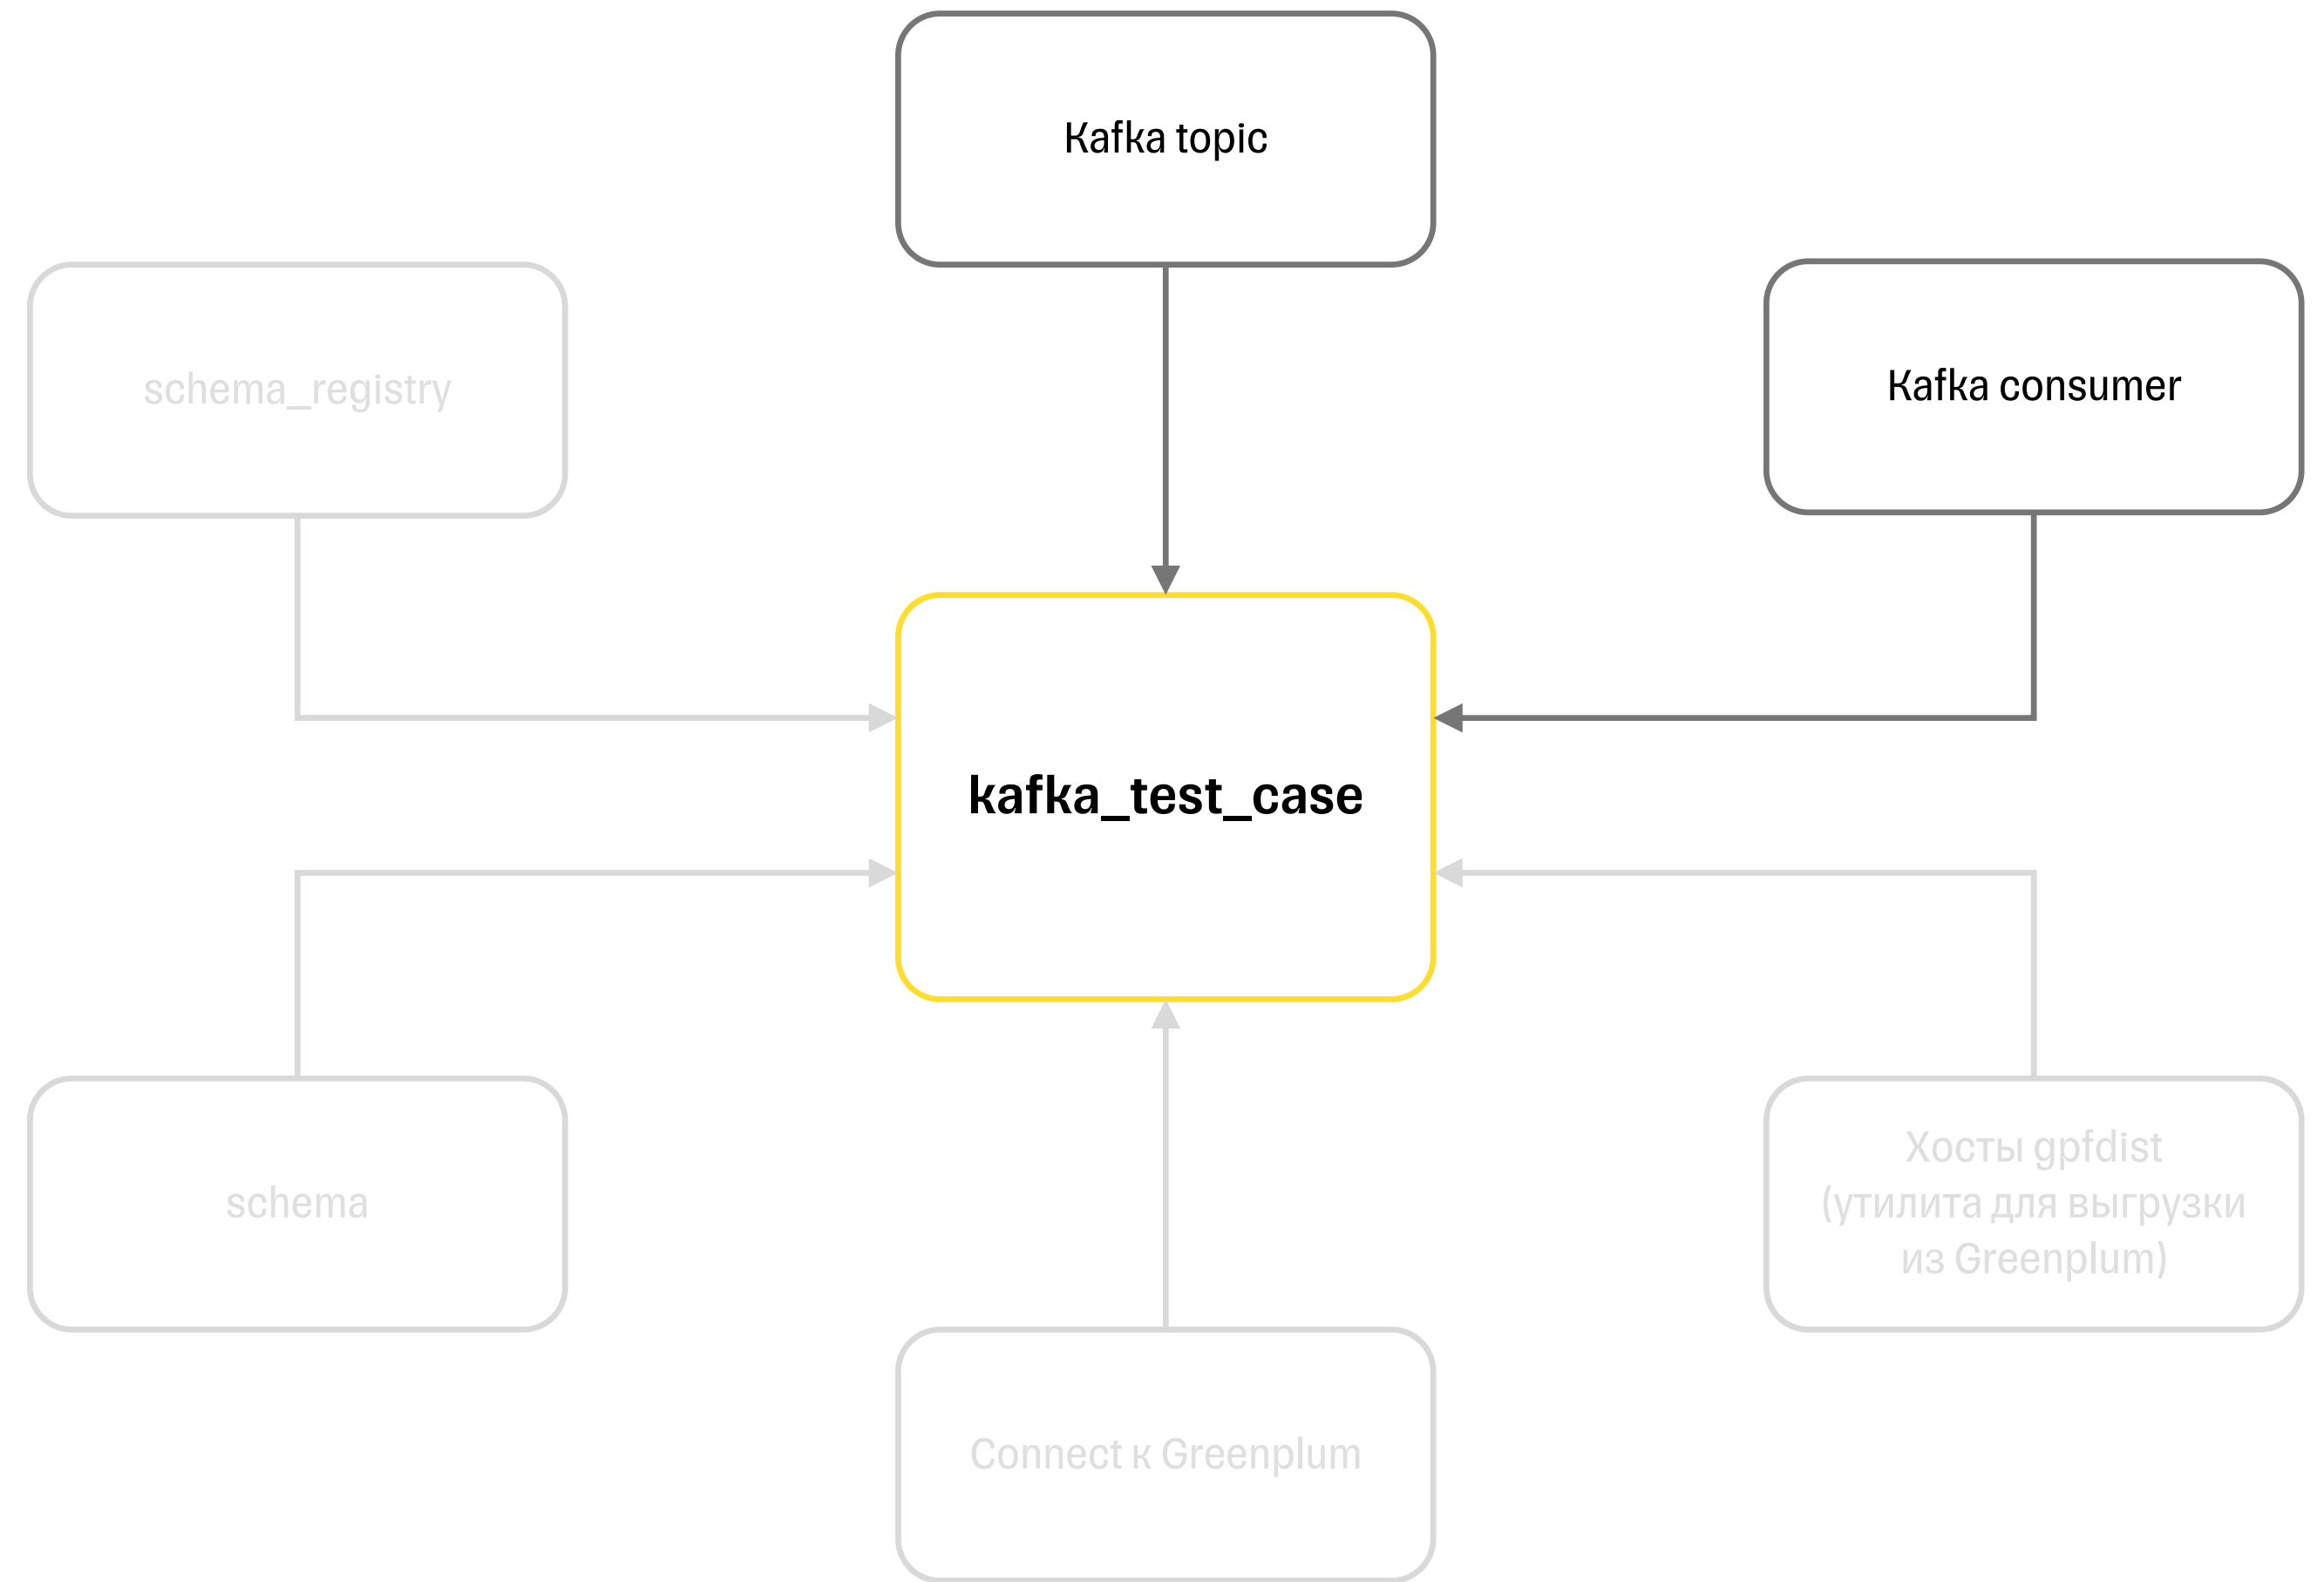 Kafka topic
schema_registry
Kafka consumer
kafka_test_case
schema
Хосты gpfdist
(утилита для выгрузки
из Greenplum)
Connect к Greenplum